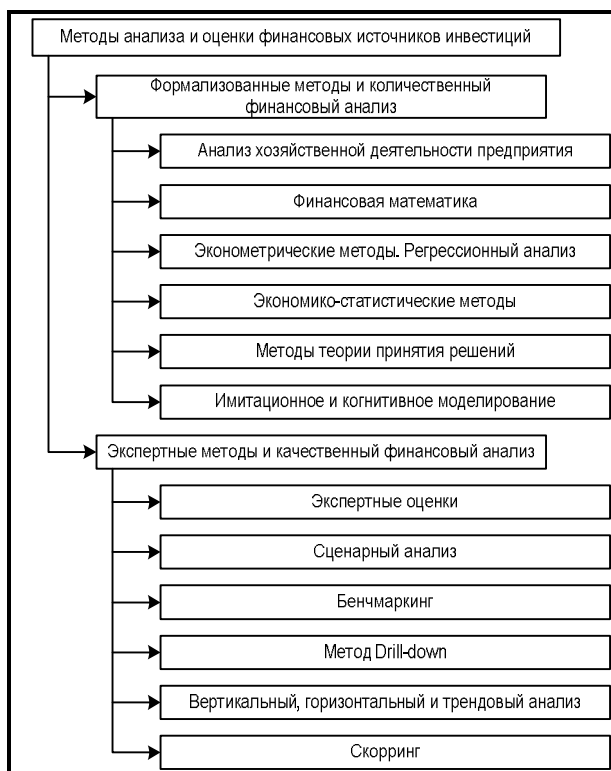 Методы анализа и оценки финансовых источников инвестиций
Формализованные методы и количественный
финансовый анализ
Анализ хозяйственной деятельности предприятия
Финансовая математика
Эконометрические методы. Регрессионный анализ
Экономико-статистические методы
Методы теории принятия решений
Имитационное и когнитивное моделирование
Экспертные методы и качественный финансовый анализ
Экспертные оценки
Сценарный анализ
Бенчмаркинг
Метод Drill-down
Вертикальный, горизонтальный и трендовый анализ
Скорринг